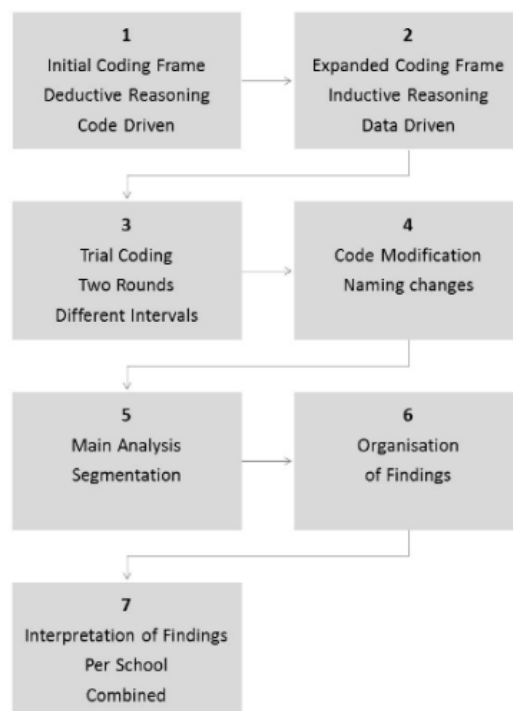 1
Initial Coding Frame
Deductive Reasoning
Code Driven
2
Expanded Coding Frame
Inductive Reasoning
Data Driven
3
Trial Coding
Two Rounds
Different Intervals
4
Code Modification
Naming changes
5
Main Analysis
Segmentation
6
Organisation
of Findings
7
Interpretation of Findings
Per School
Combined